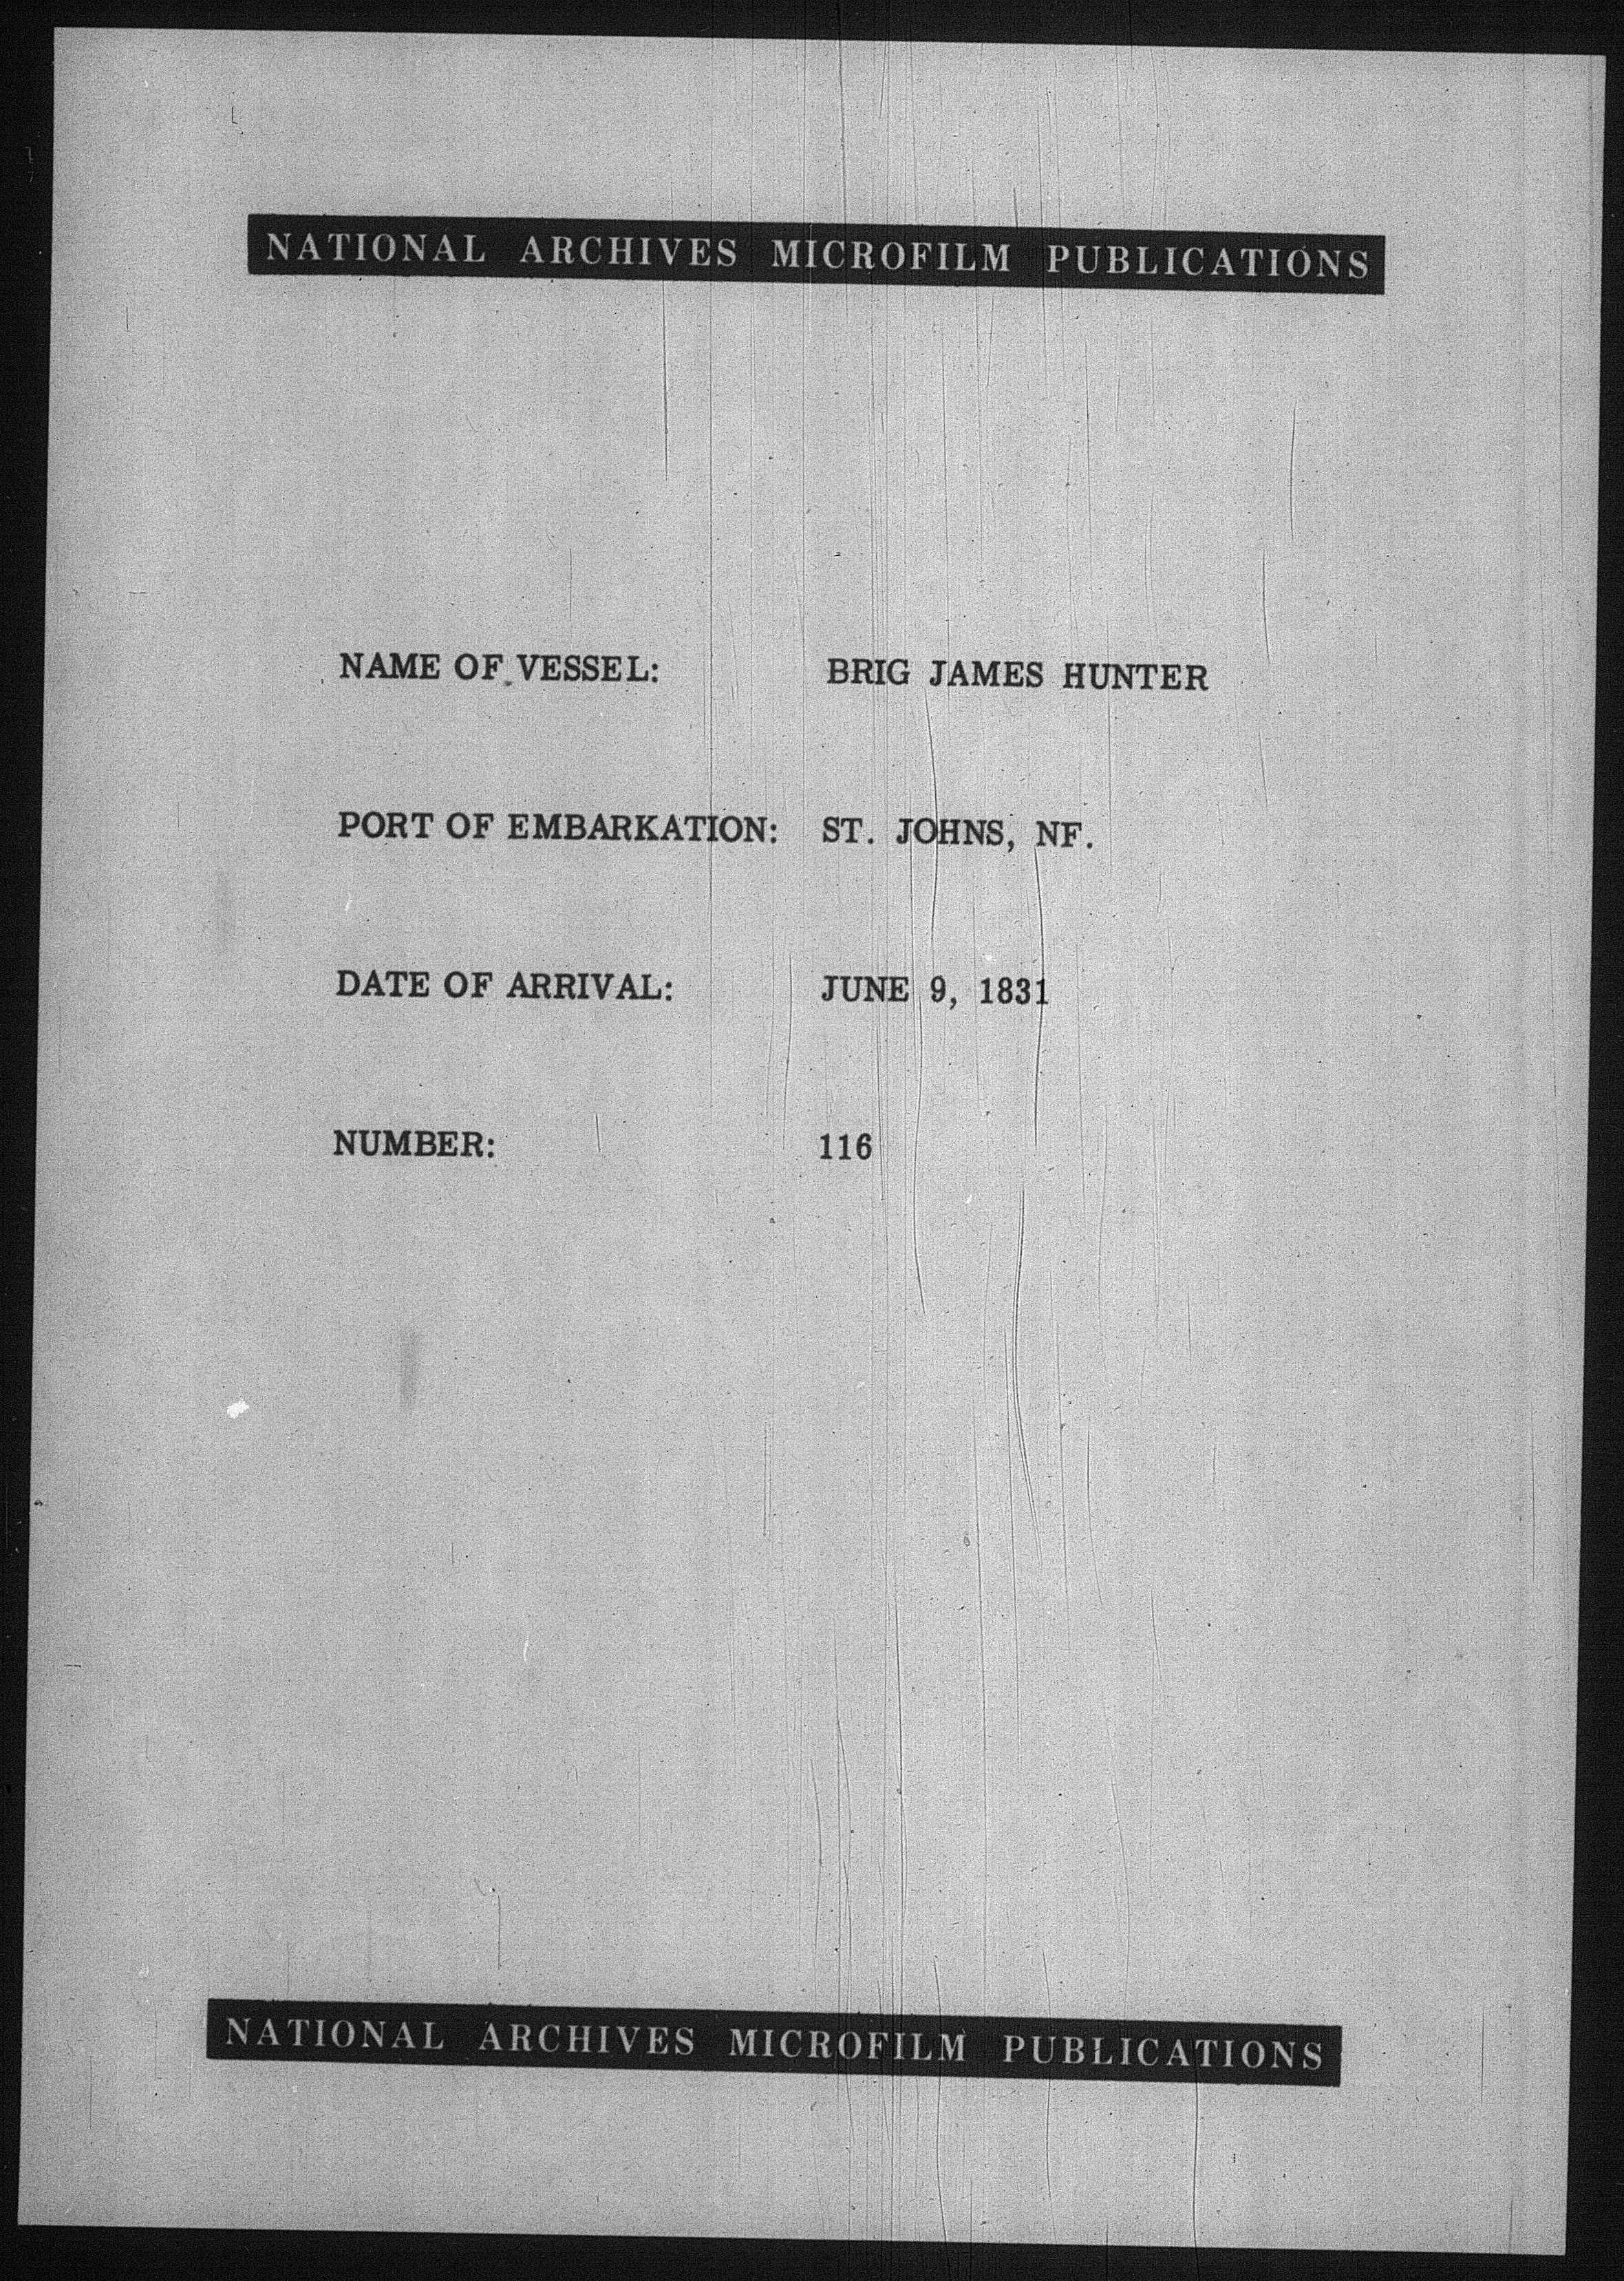 NATIONAL ARCHIVES MICROFILM PUBLICATIONS
NAME OF VESSEL: BRIG JAMES HUNTER
PORT OF EMBARKATION: ST. JOHNS, NF.
DATE OF ARRIVAL: JUNE 9, 1831
NUMBER: 116
NATIONAL ARCHIVES MICROFILM PUBLICATIONS